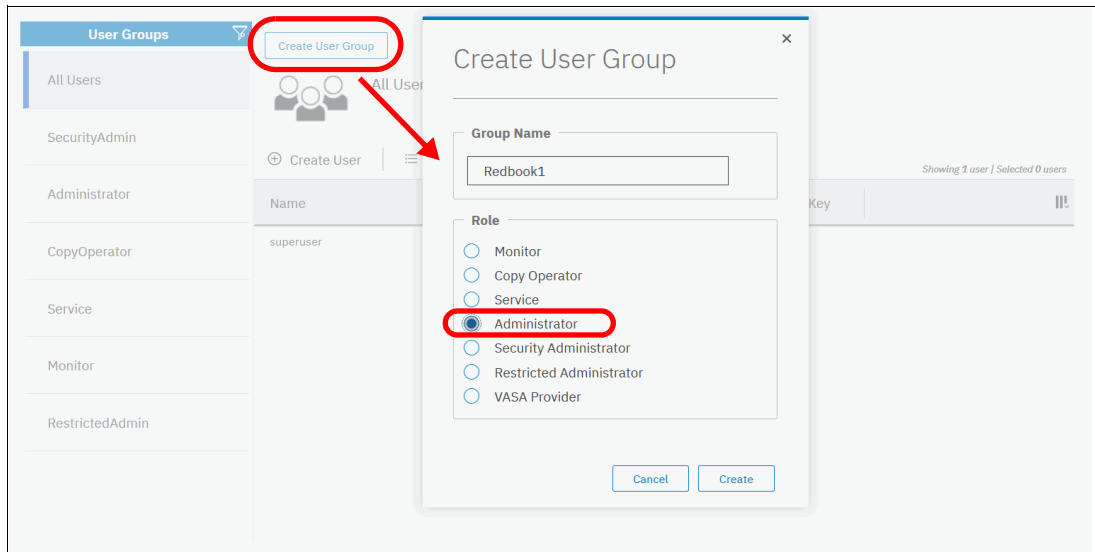 User Groups
All Users
SecurityAdmin
Administrator
CopyOperator
Service
Monitor
RestrictedAdmin
Create User Group
All User
Create User
Showing 1 user | Selected 0 users
Name
Key
superuser
Create User Group
Group Name
Redbook1
Role
Monitor
Copy Operator
Service
Administrator
Security Administrator
Restricted Administrator
VASA Provider
Cancel
Create